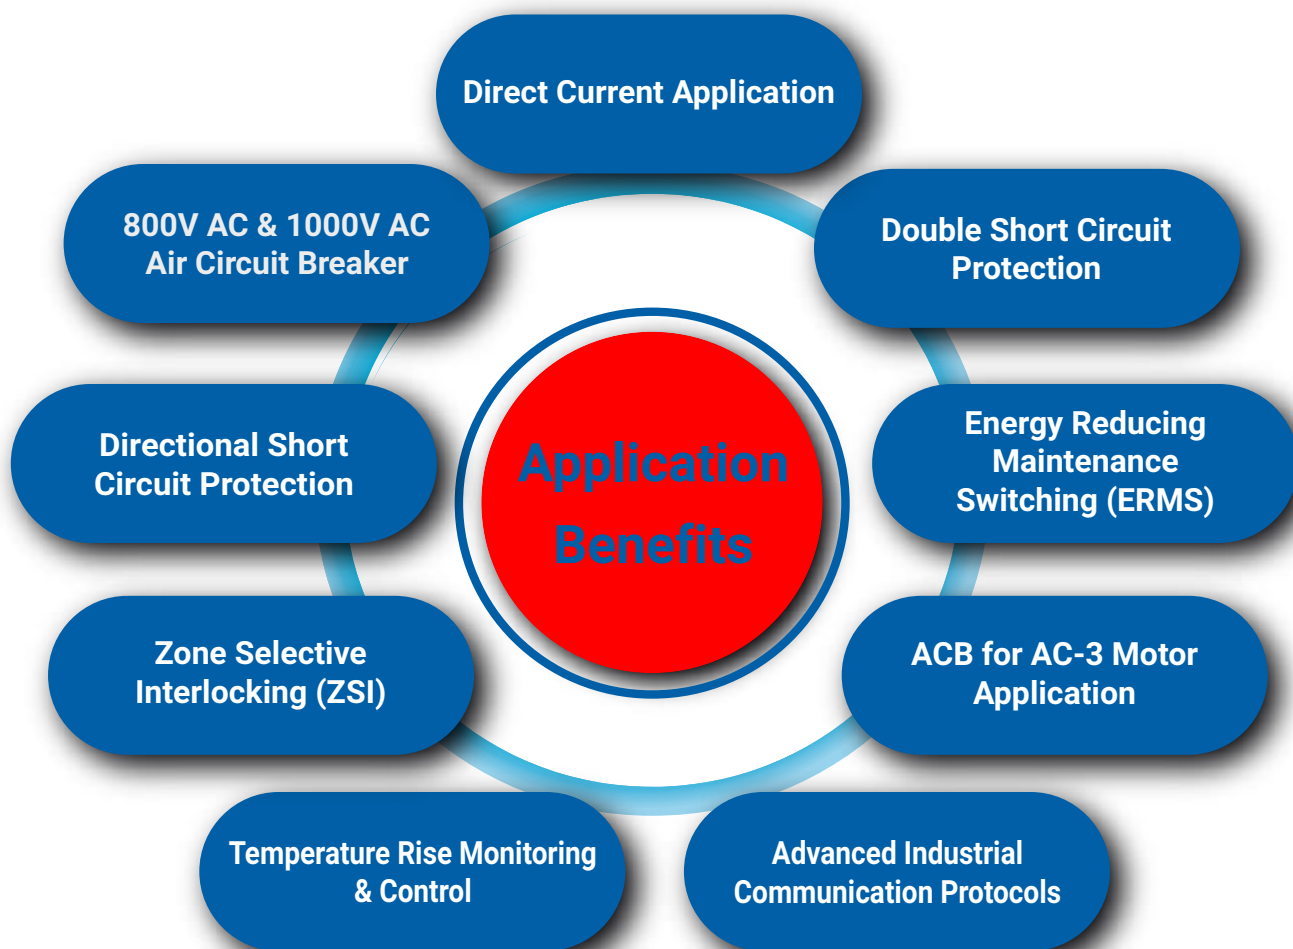 Direct Current Application
800V AC & 1000V AC
Air Circuit Breaker
Double Short Circuit
Protection
Directional Short
Circuit Protection
Application
Benefits
Energy Reducing
Maintenance
Switching (ERMS)
Zone Selective
Interlocking (ZSI)
ACB for AC-3 Motor
Application
Temperature Rise Monitoring
& Control
Advanced Industrial
Communication Protocols